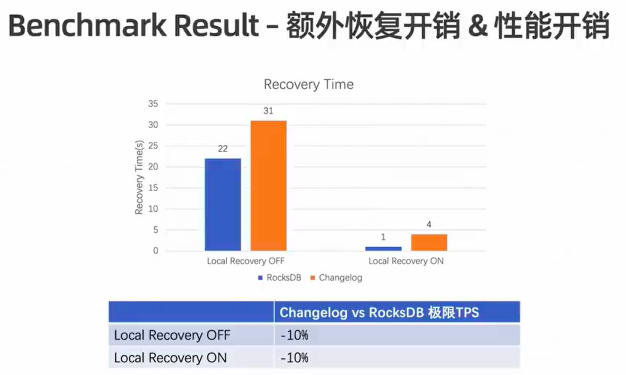 Benchmark Result – 额外恢复开销 & 性能开销
Recovery Time
35
30
25
20
15
10
5
0
Recovery Time(s)
22
31
1
4
Local Recovery OFF
Local Recovery ON
RocksDB
Changelog
Changelog vs RocksDB 极限TPS
Local Recovery OFF
-10%
Local Recovery ON
-10%